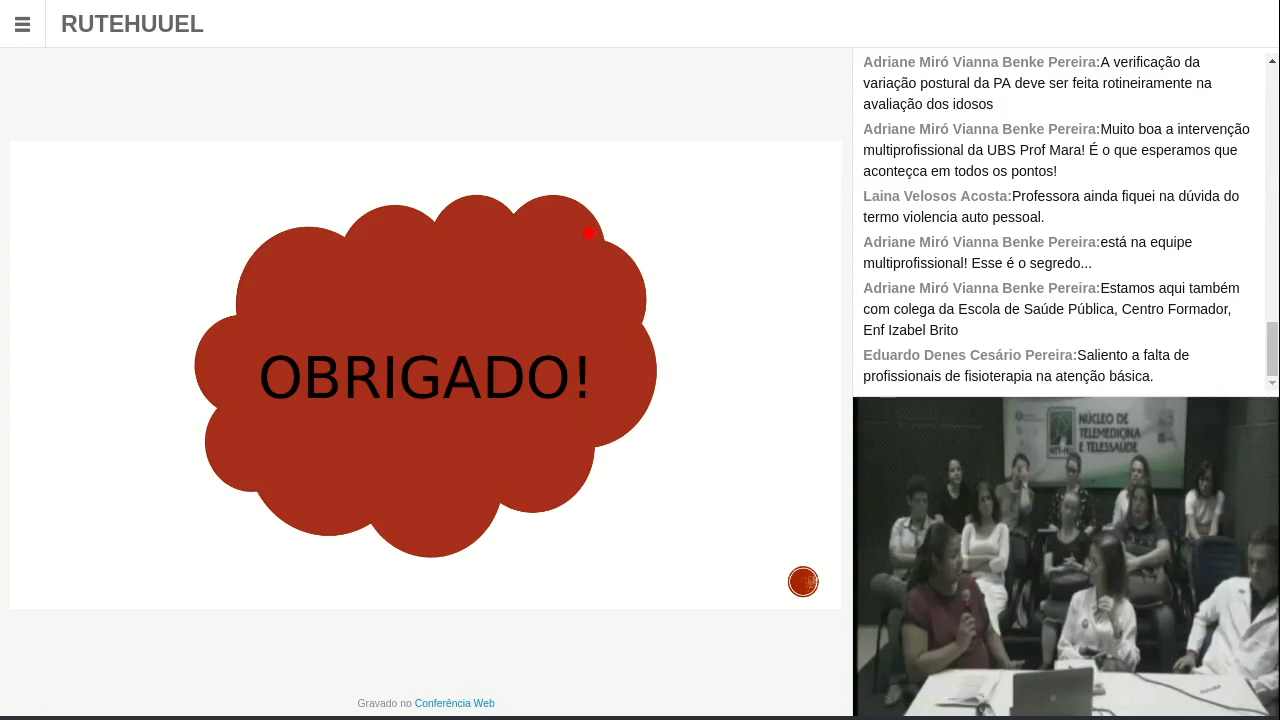 RUTEHUUEL
Adriane Miró Vianna Benke Pereira:A verificação da
variação postural da PA deve ser feita rotineiramente na
avaliação dos idosos
Adriane Miró Vianna Benke Pereira:Muito boa a intervenção
multiprofissional da UBS Prof Mara! É o que esperamos que
aconteçca em todos os pontos!
Laina Velosos Acosta:Professora ainda fiquei na dúvida do
termo violencia auto pessoal.
Adriane Miró Vianna Benke Pereira:está na equipe
multiprofissional! Esse é o segredo...
Adriane Miró Vianna Benke Pereira:Estamos aqui também
com colega da Escola de Saúde Pública, Centro Formador,
Enf Izabel Brito
Eduardo Denes Cesário Pereira:Saliento a falta de
profissionais de fisioterapia na atenção básica.
OBRIGADO!
NÚCLEO DE
TELEMEDICINA
E TELESSAÚDE
Gravado no Conferência Web